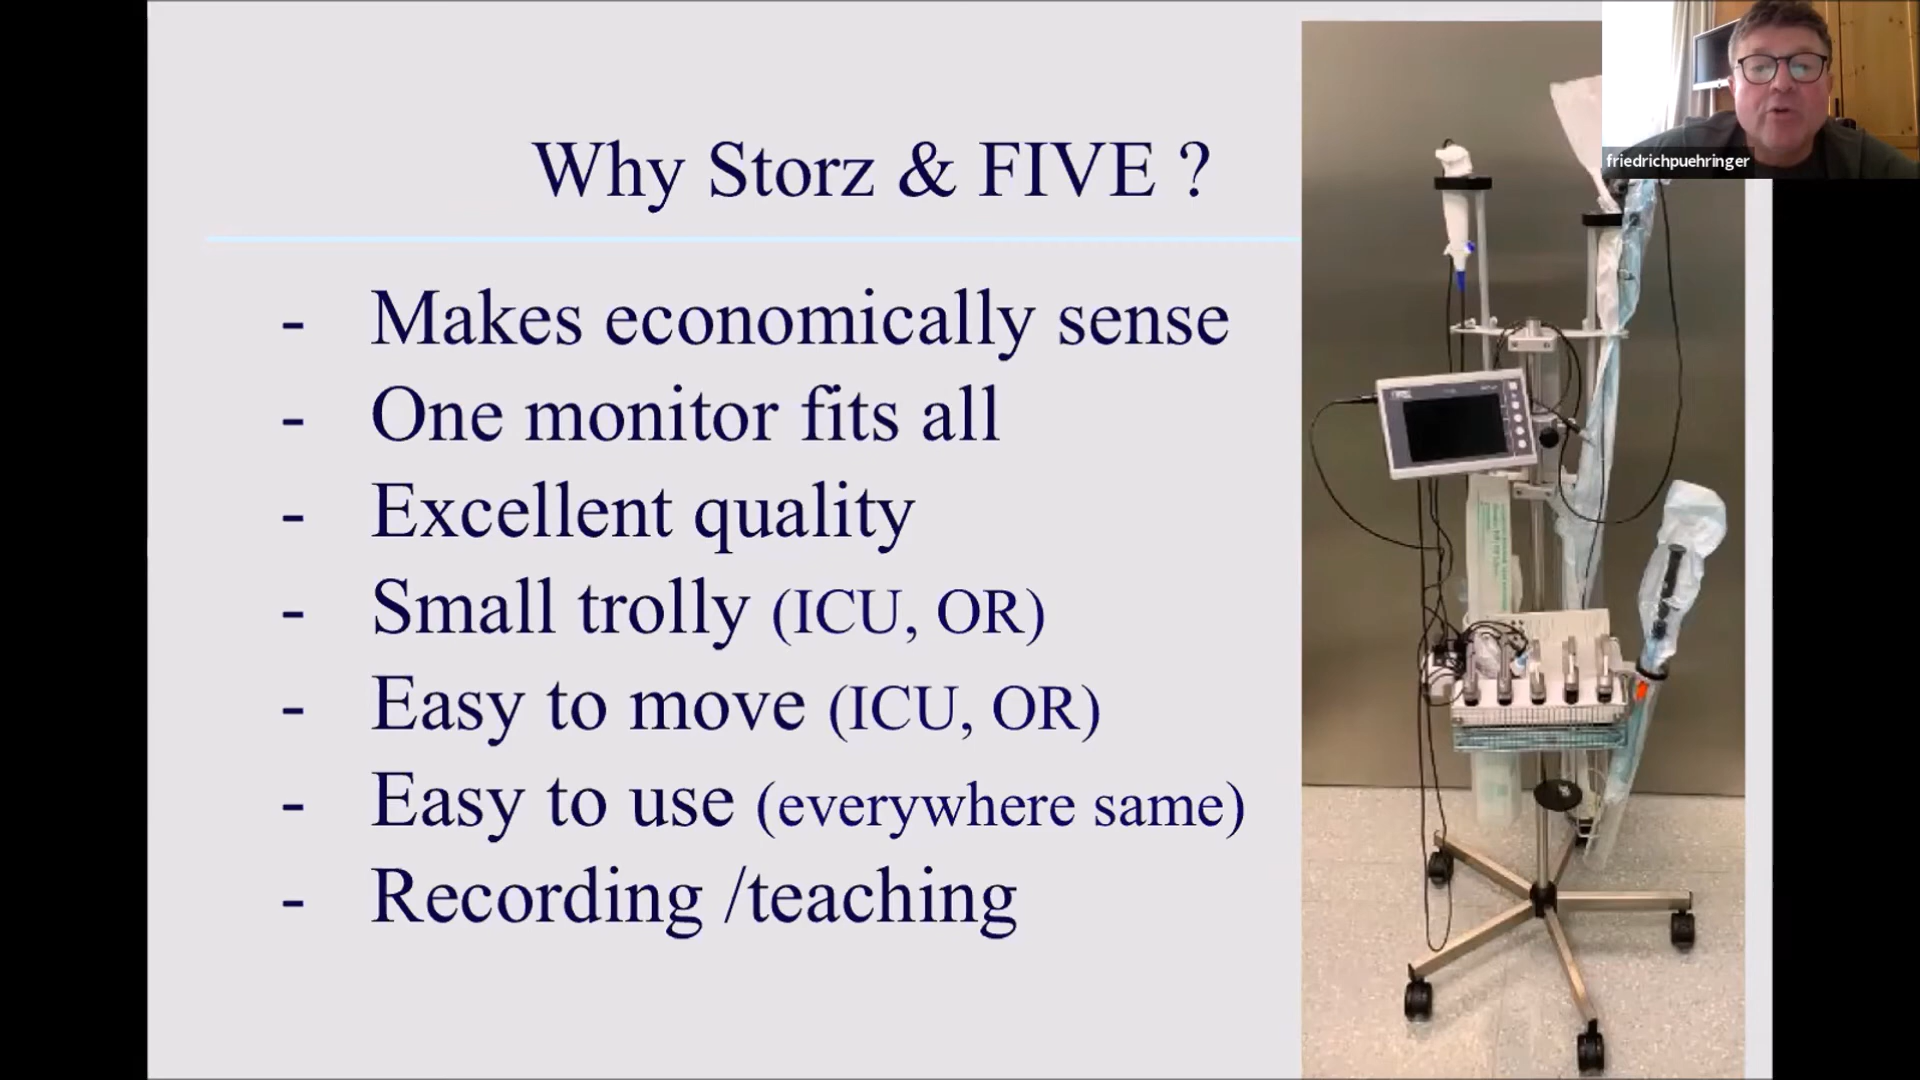 Why Storz & FIVE ?
- Makes economically sense
- One monitor fits all
- Excellent quality
- Small trolly (ICU, OR)
- Easy to move (ICU, OR)
- Easy to use (everywhere same)
- Recording /teaching
friedrichpuehringer